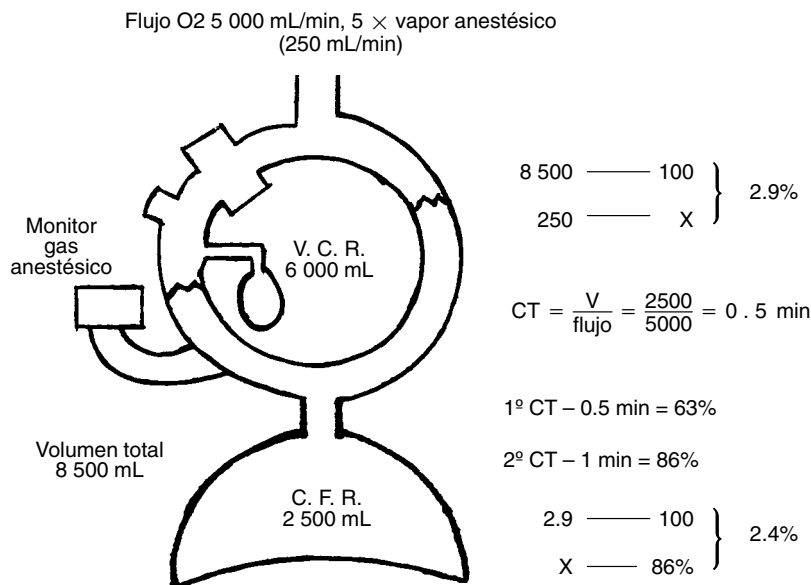 Flujo O2 5 000 mL/min, 5 × vapor anestésico
(250 mL/min)
Monitor
gas
anestésico
V. C. R.
6 000 mL
Volumen total
8 500 mL
C. F. R.
2 500 mL
8 500 —— 100
250 —— X
} 2.9%
CT = V/flujo = 2500/5000 = 0 . 5 min
1º CT – 0.5 min = 63%
2º CT – 1 min = 86%
2.9 —— 100
X —— 86%
} 2.4%